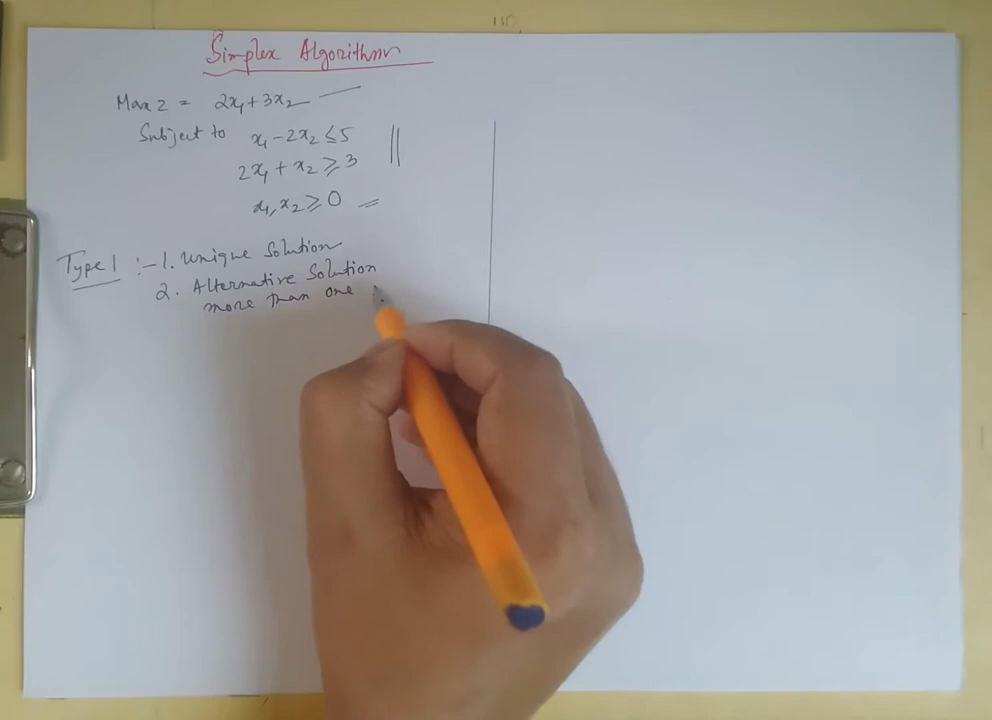 Simplex Algorithm
Max Z = 2x₁ + 3x₂
Subject to x₁ - 2x₂ ≤ 5
2x₁ + x₂ ≥ 3
x₁, x₂ ≥ 0
Type 1 :- 1. Unique Solution
2. Alternative Solution
more than one